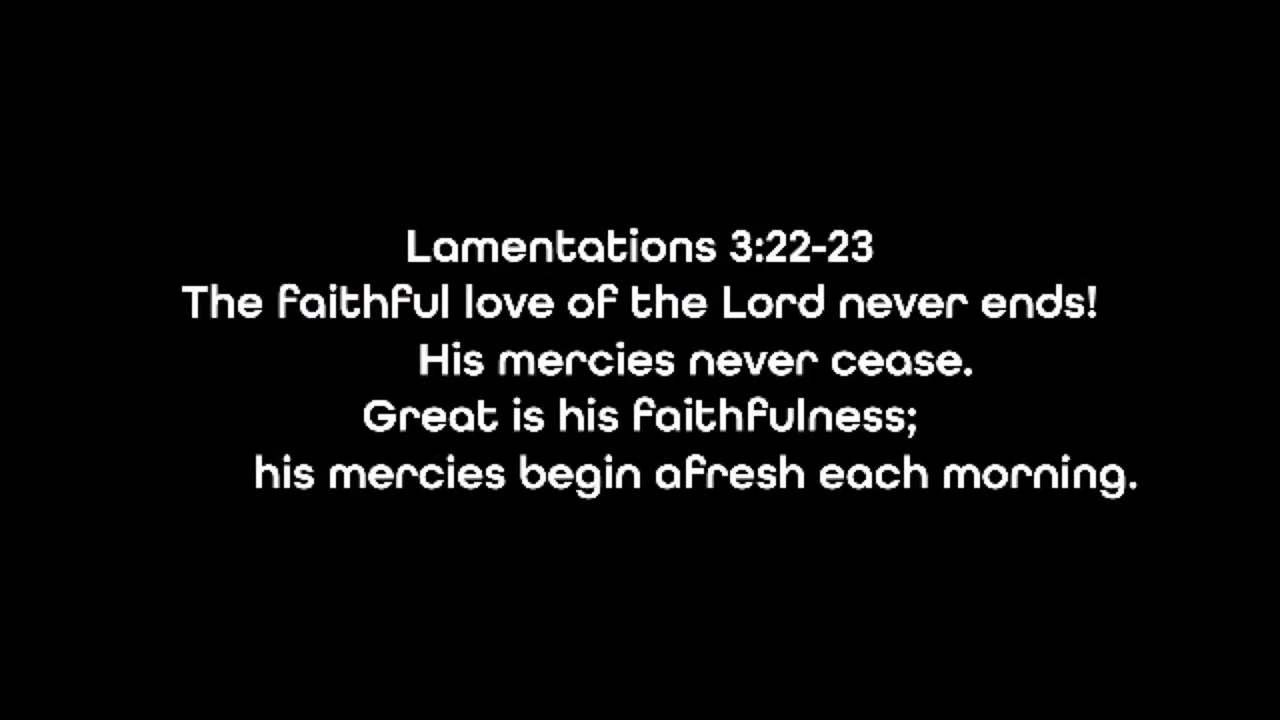 Lamentations 3:22-23
The faithful love of the Lord never ends!
His mercies never cease.
Great is his faithfulness;
his mercies begin afresh each morning.